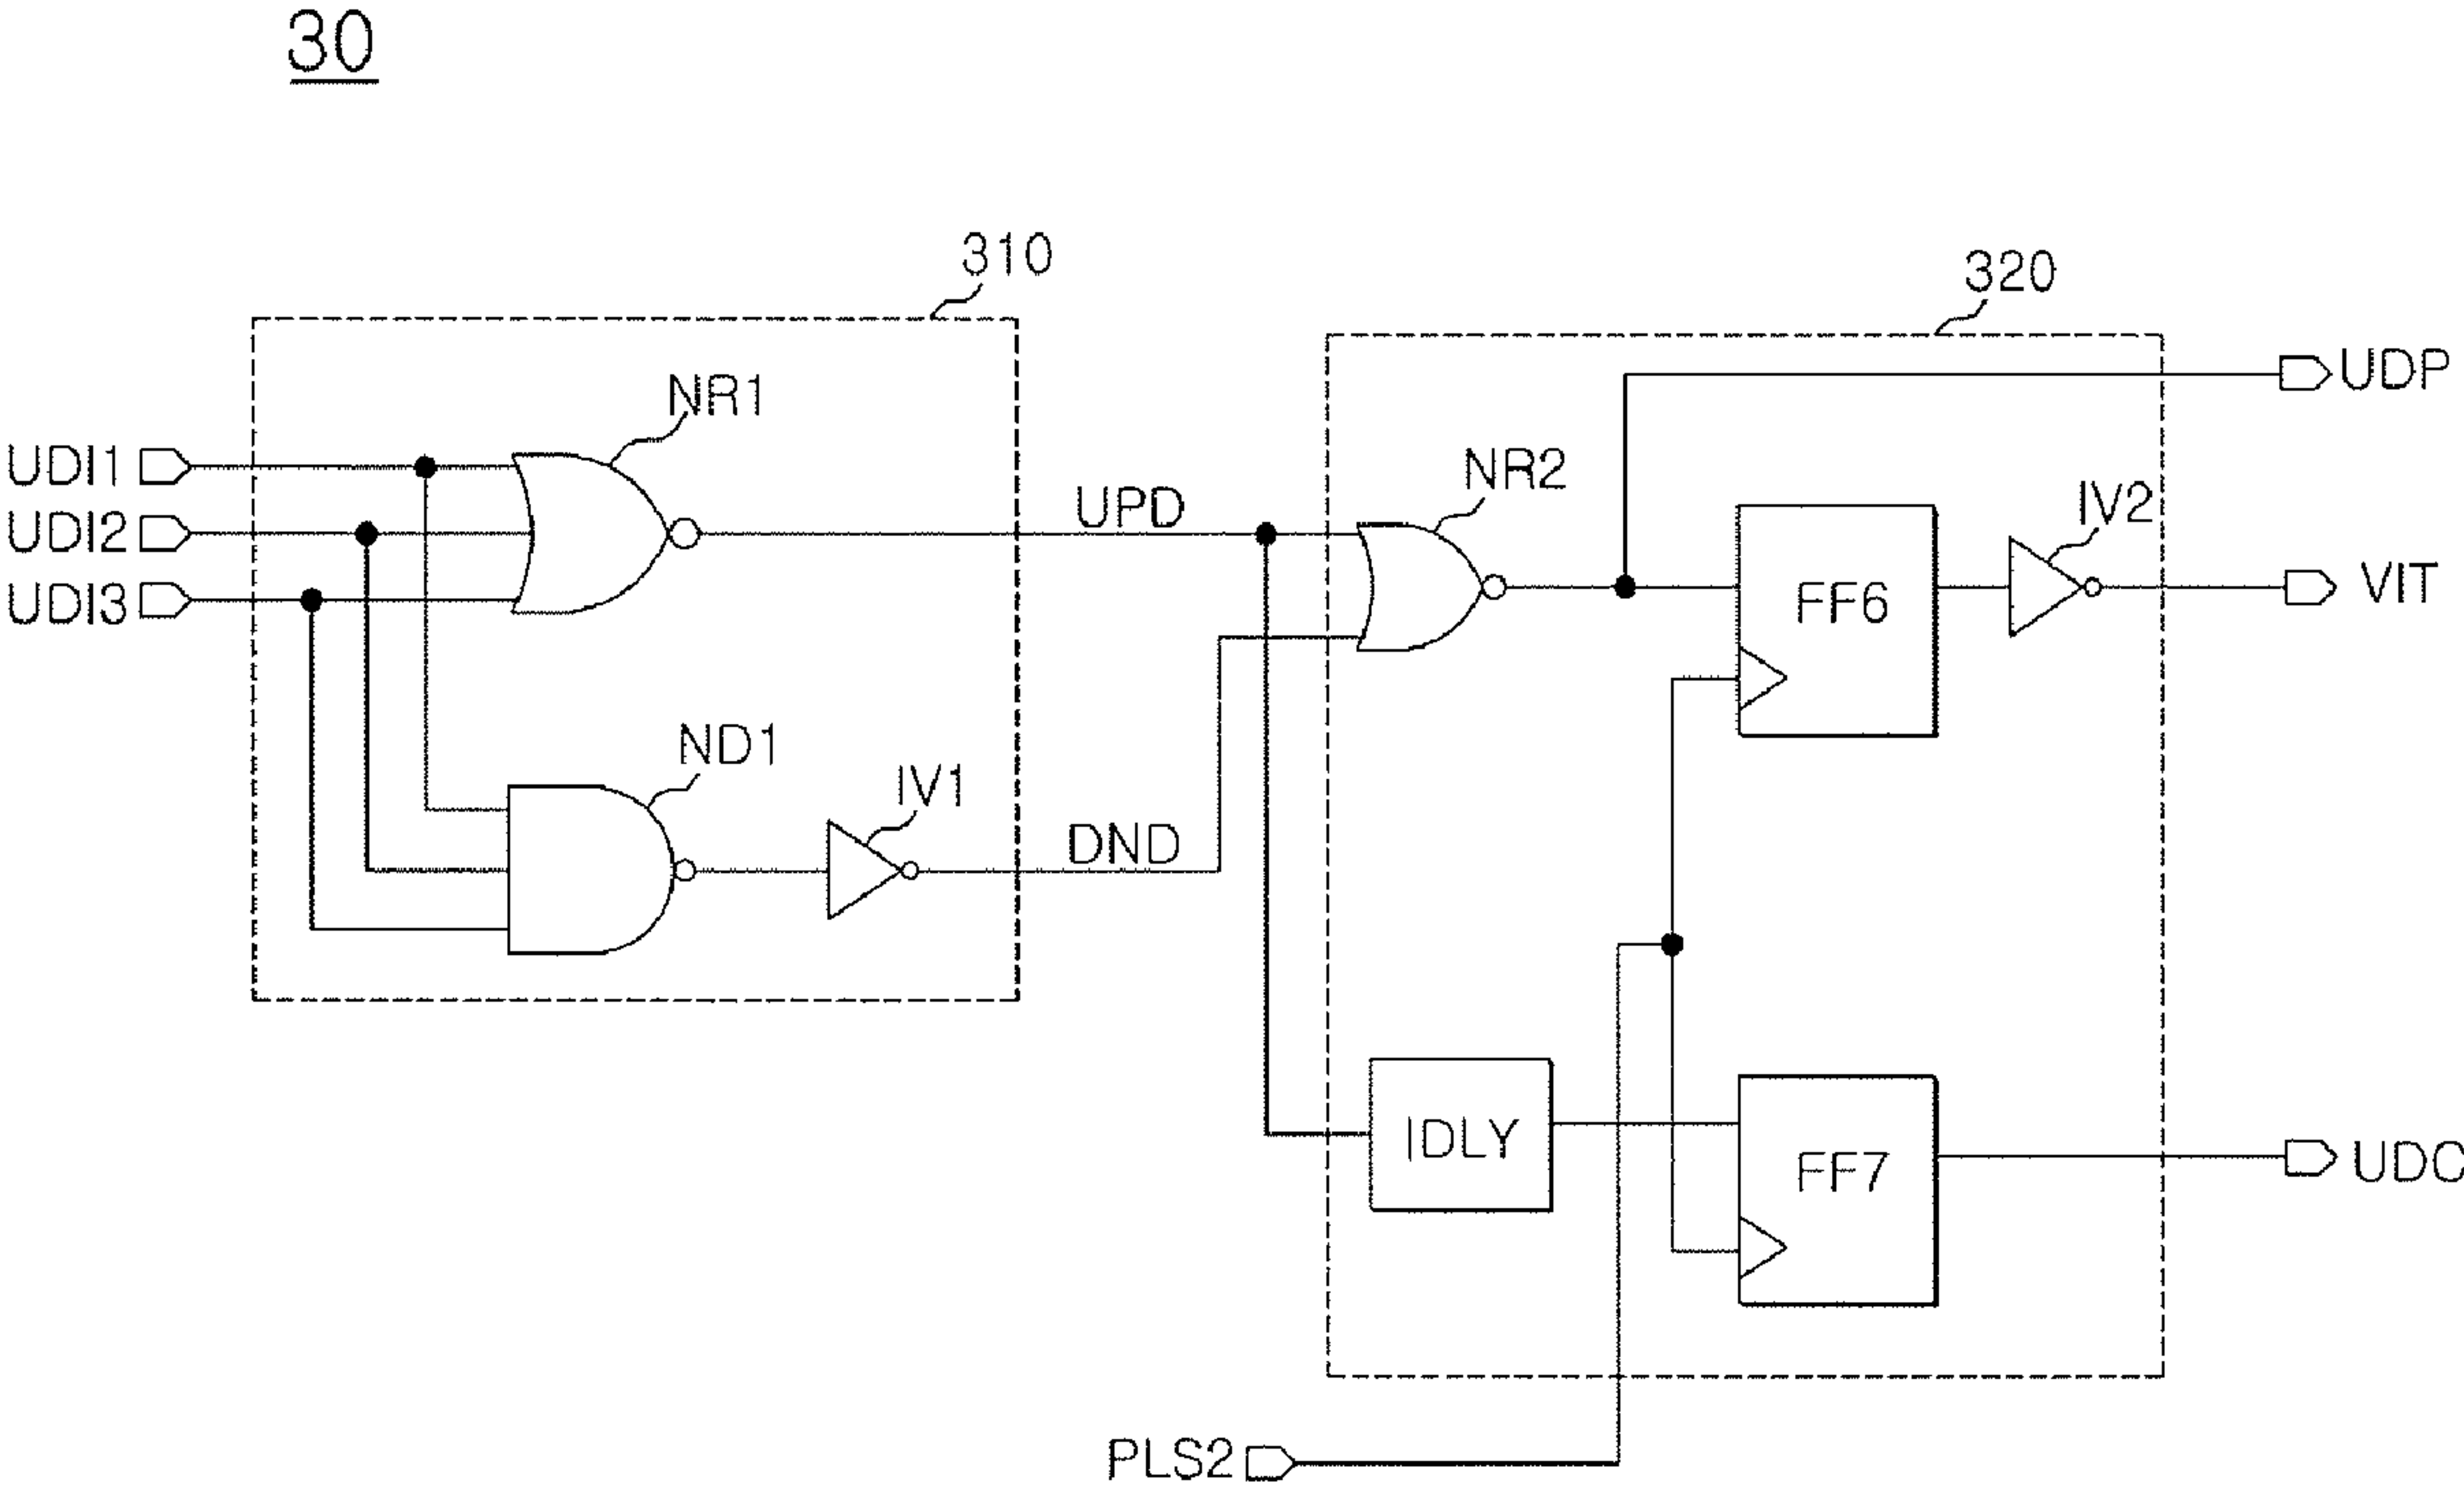 30
310
320
UDP
NR1
UDI1
NR2
UPD
IV2
UDI2
FF6
VIT
UDI3
ND1
IV1
DND
IDLY
FF7
UDC
PLS2